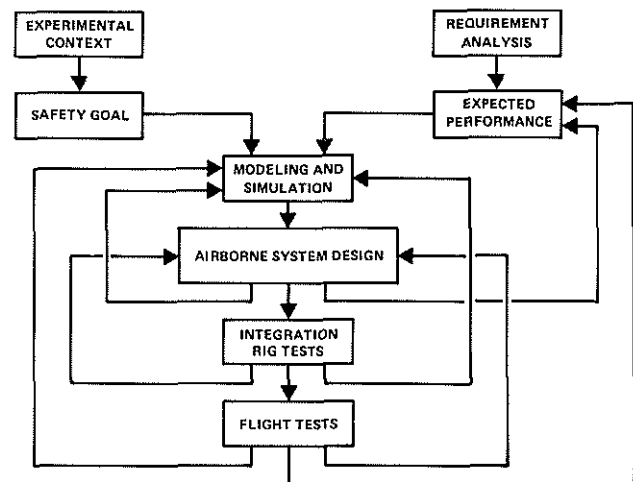 EXPERIMENTAL
CONTEXT
REQUIREMENT
ANALYSIS
SAFETY GOAL
EXPECTED
PERFORMANCE
MODELING AND
SIMULATION
AIRBORNE SYSTEM DESIGN
INTEGRATION
RIG TESTS
FLIGHT TESTS